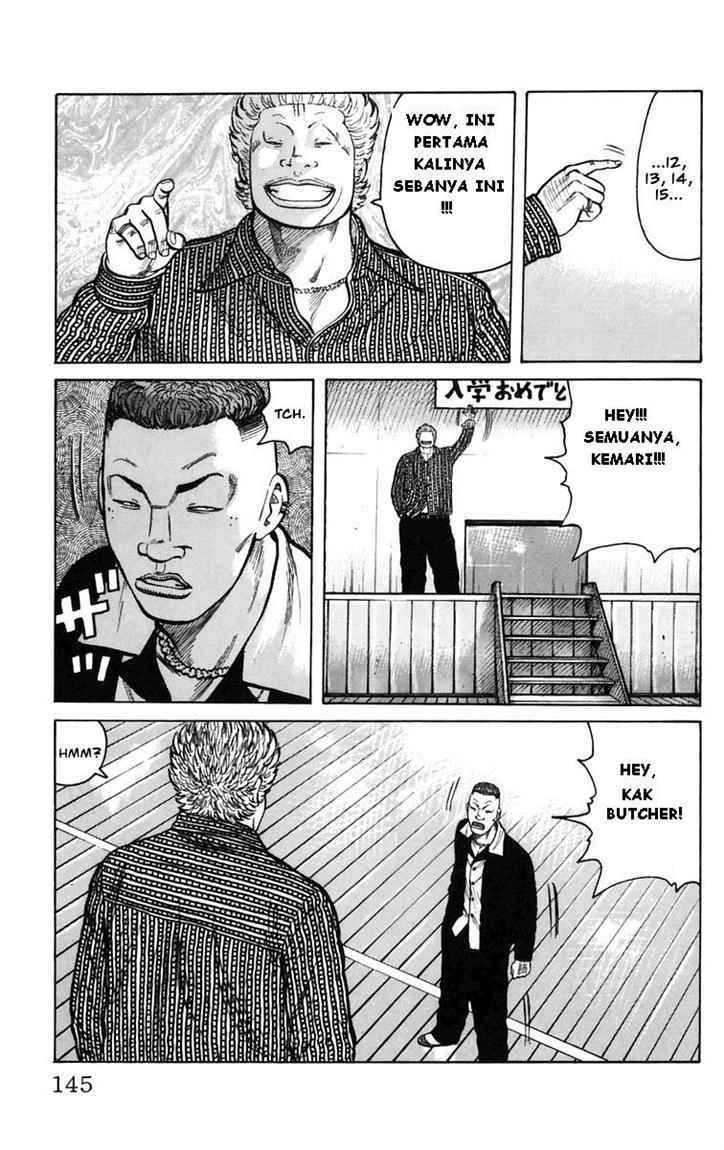 ...12,
13, 14,
15...
WOW, INI
PERTAMA
KALINYA
SEBANYA INI
!!!
HEY!!!
SEMUANYA,
KEMARI!!!
入学おめでと
TCH.
ザッ
HEY,
KAK
BUTCHER!
HMM?
145